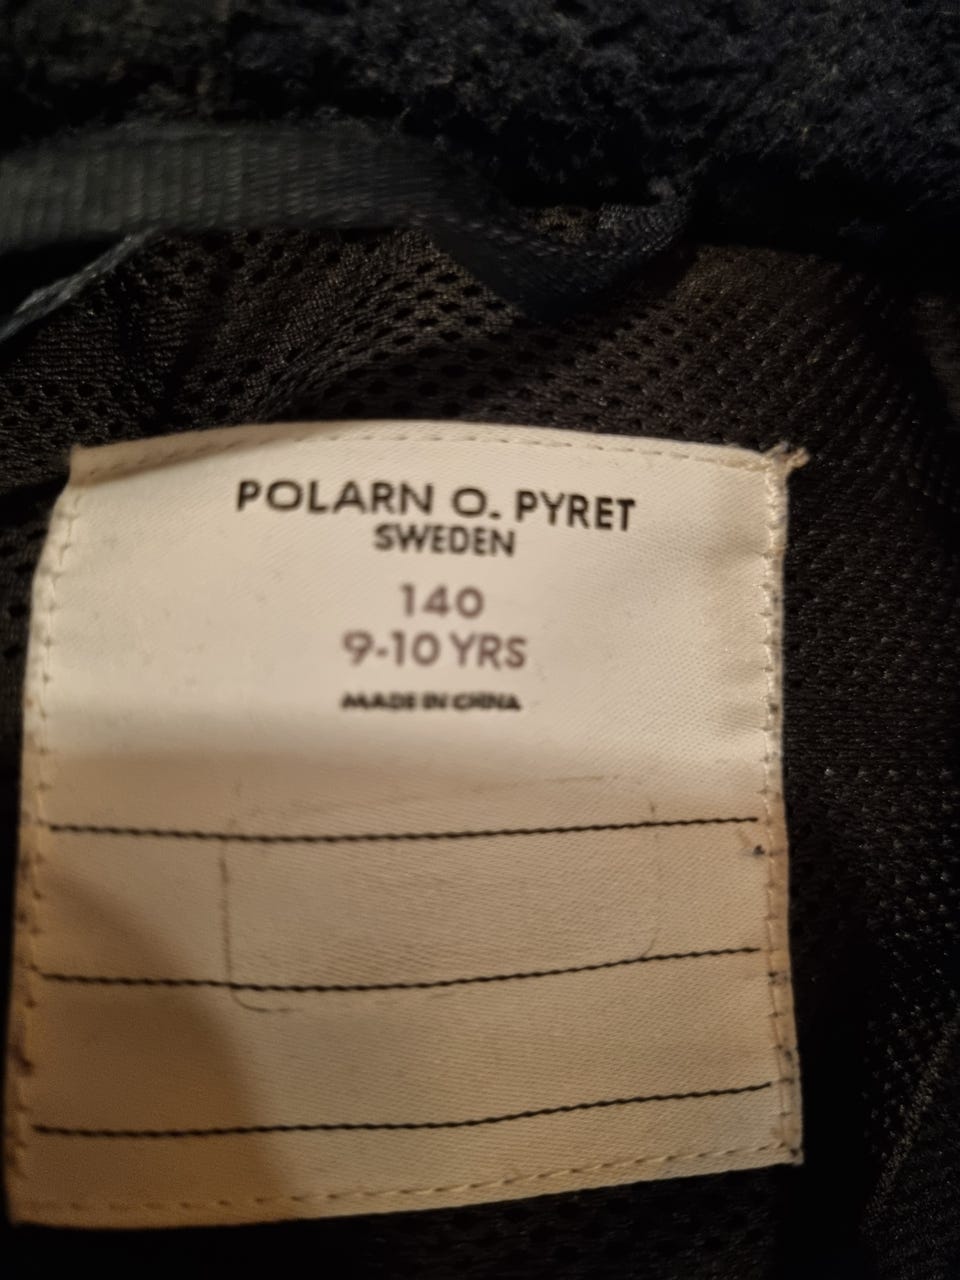 POLARN O. PYRET
SWEDEN
140
9-10 YRS
MADE IN CHINA